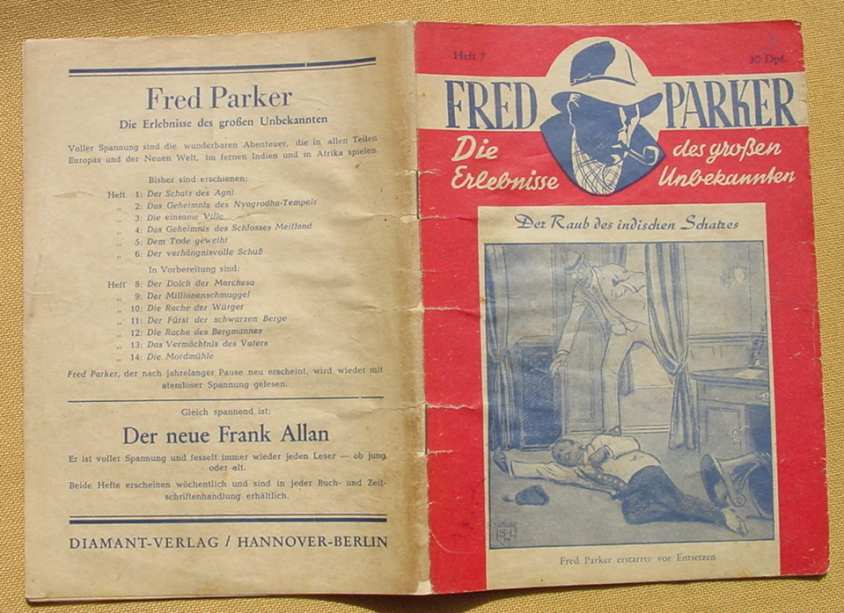 Fred Parker
Die Erlebnisse des großen Unbekannten
Voller Spannung sind die wunderbaren Abenteuer, die in allen Teilen
Europas und der Neuen Welt, im fernen Indien und in Afrika spielen.
Bisher sind erschienen:
Heft 1: Der Schatz des Agni
„ 2: Das Geheimnis des Nyagrodha-Tempels
„ 3: Die einsame Ville
„ 4: Das Geheimnis des Schlosses Meitland
„ 5: Dem Tode geweiht
„ 6: Der verhängnisvolle Schuß
In Vorbereitung sind:
Heft 8: Der Dolch der Marchesa
„ 9: Der Millionenschmuggel
„ 10: Die Rache der Würger
„ 11: Der Fürst der schwarzen Berge
„ 12: Die Rache des Bergmannes
„ 13: Das Vermächtnis des Vaters
„ 14: Die Mordmühle
Fred Parker, der nach jahrelanger Pause neu erscheint, wird wieder mit
atemloser Spannung gelesen.
Gleich spannend ist:
Der neue Frank Allan
Er ist voller Spannung und fesselt immer wieder jeden Leser — ob jung
oder alt.
Beide Hefte erscheinen wöchentlich und sind in jeder Buch- und Zeit-
schriftenhandlung erhältlich.
DIAMANT-VERLAG / HANNOVER-BERLIN
Heft 7
30 Dpf.
FRED PARKER
Die Erlebnisse
des großen Unbekannten
Der Raub des indischen Schatzes
Fred Parker erstarrte vor Entsetzen